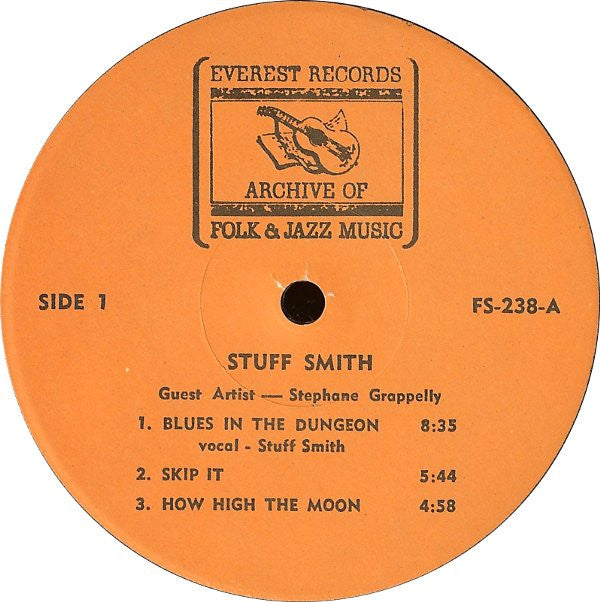 EVEREST RECORDS
ARCHIVE OF
FOLK & JAZZ MUSIC
SIDE 1
FS-238-A
STUFF SMITH
Guest Artist — Stephane Grappelly
1. BLUES IN THE DUNGEON 8:35
vocal - Stuff Smith
2. SKIP IT 5:44
3. HOW HIGH THE MOON 4:58